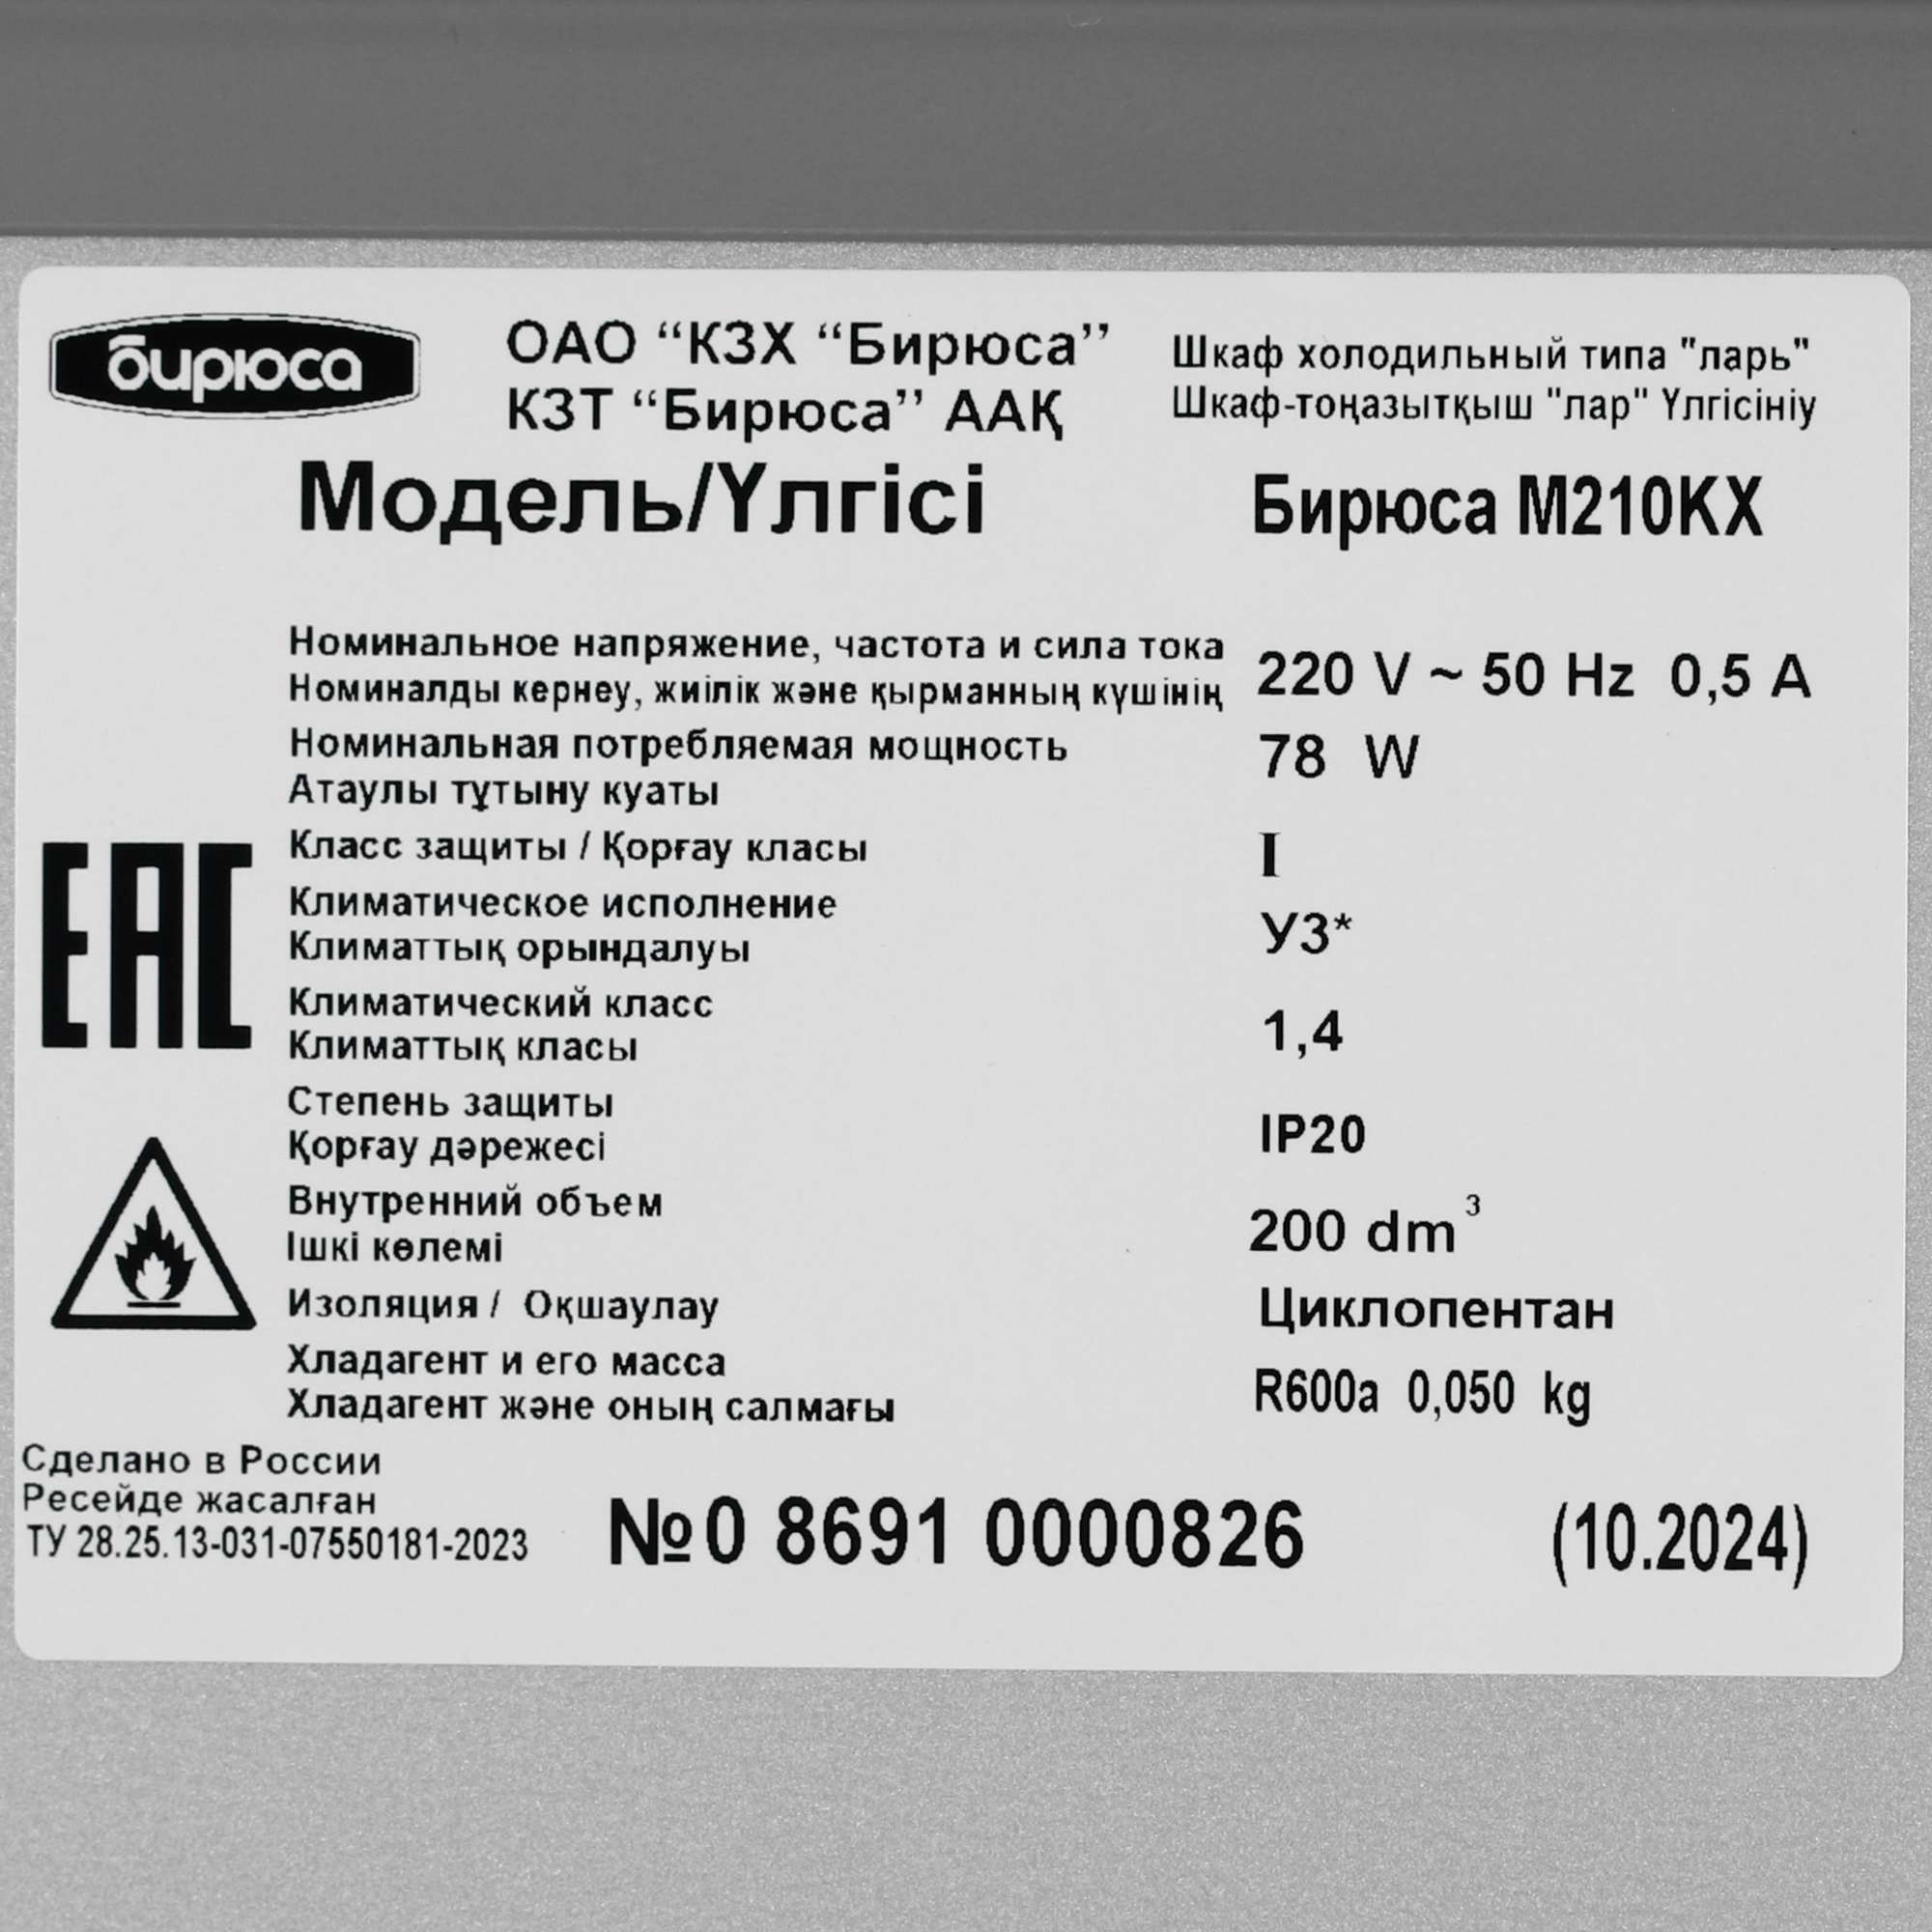 бирюса
ОАО “КЗХ “Бирюса”
КЗТ “Бирюса” ААҚ
Шкаф холодильный типа "ларь"
Шкаф-тоңазытқыш "лар" Үлгісініу
Модель/Үлгісі Бирюса М210КХ
Номинальное напряжение, частота и сила тока
Номиналды кернеу, жиілік және қырманның күшінің
220 V ~ 50 Hz 0,5 A
Номинальная потребляемая мощность
Атаулы тұтыну куаты
78 W
Класс защиты / Қорғау класы I
Климатическое исполнение
Климаттық орындалуы
У3*
Климатический класс
Климаттық класы
1,4
Степень защиты
Қорғау дәрежесі
IP20
Внутренний объем
Ішкі көлемі
200 dm³
Изоляция / Оқшаулау Циклопентан
Хладагент и его масса
Хладагент және оның салмағы
R600a 0,050 kg
EAC
Сделано в России
Ресейде жасалған
ТУ 28.25.13-031-07550181-2023
№0 8691 0000826 (10.2024)